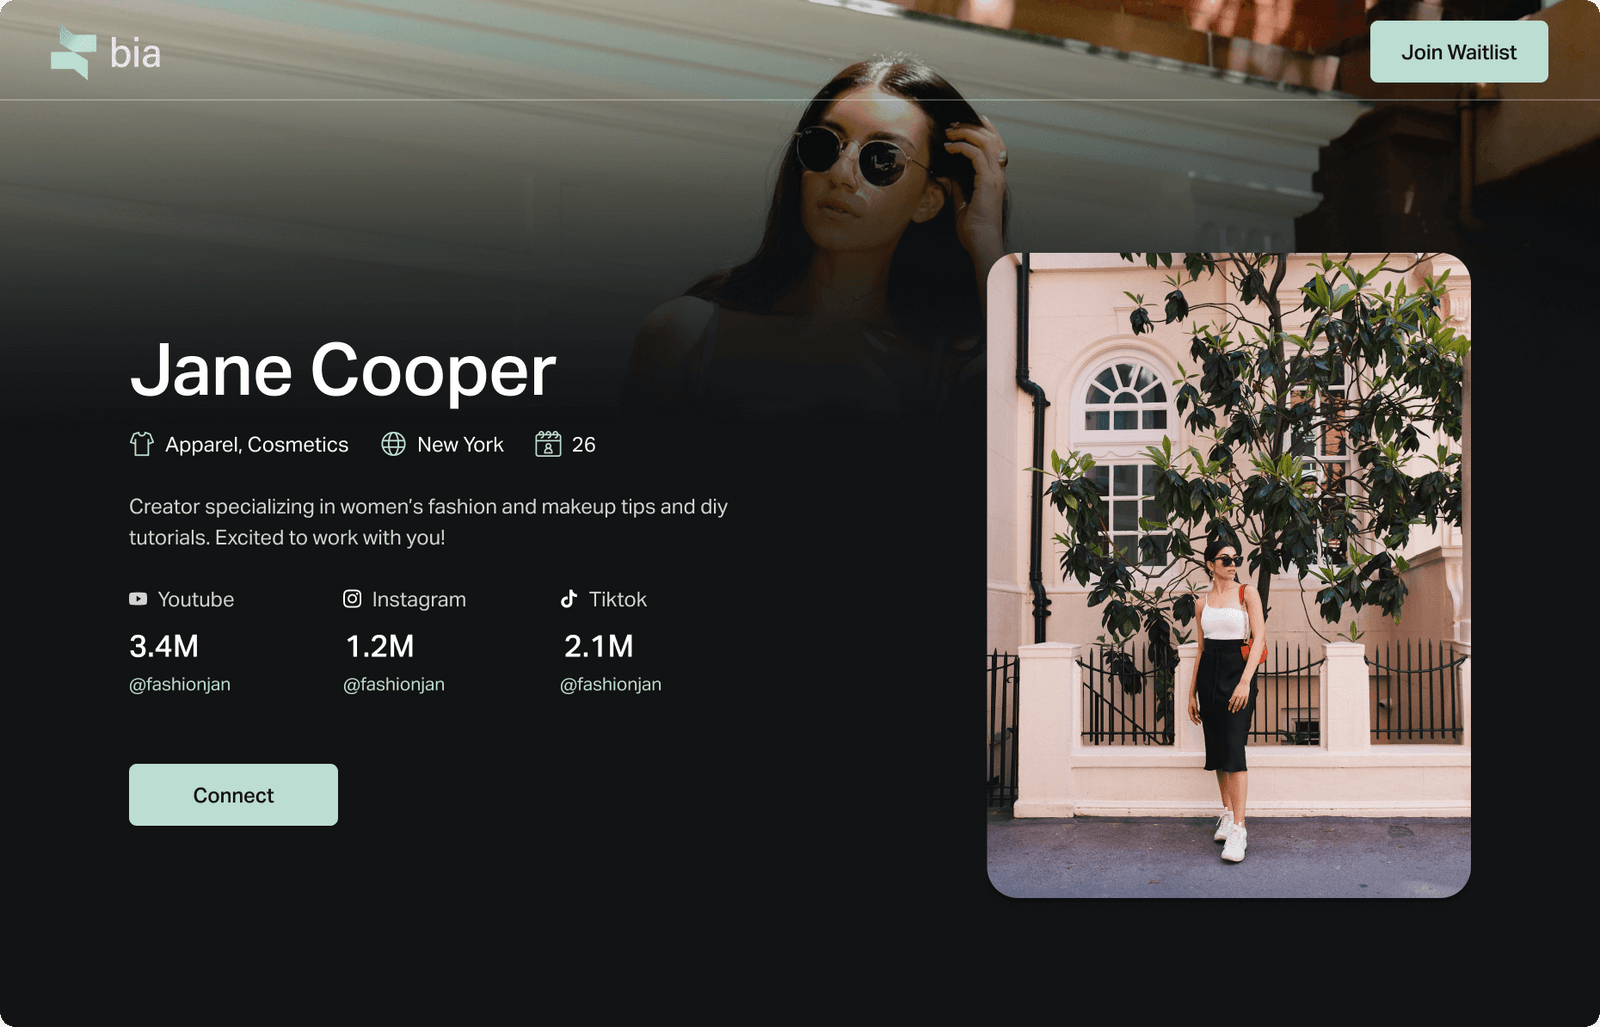 bia
Join Waitlist
Jane Cooper
Apparel, Cosmetics
New York
26
Creator specializing in women’s fashion and makeup tips and diy
tutorials. Excited to work with you!
Youtube
Instagram
Tiktok
3.4M
1.2M
2.1M
@fashionjan
@fashionjan
@fashionjan
Connect